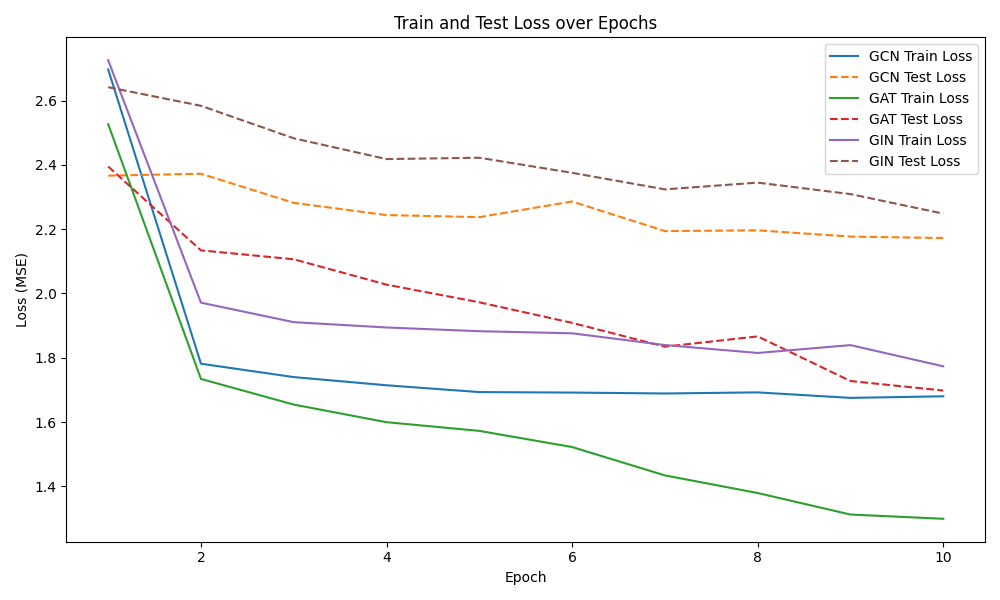 Train and Test Loss over Epochs
GCN Train Loss
GCN Test Loss
GAT Train Loss
GAT Test Loss
GIN Train Loss
GIN Test Loss
Loss (MSE)
2.6
2.4
2.2
2.0
1.8
1.6
1.4
2 4 6 8 10
Epoch